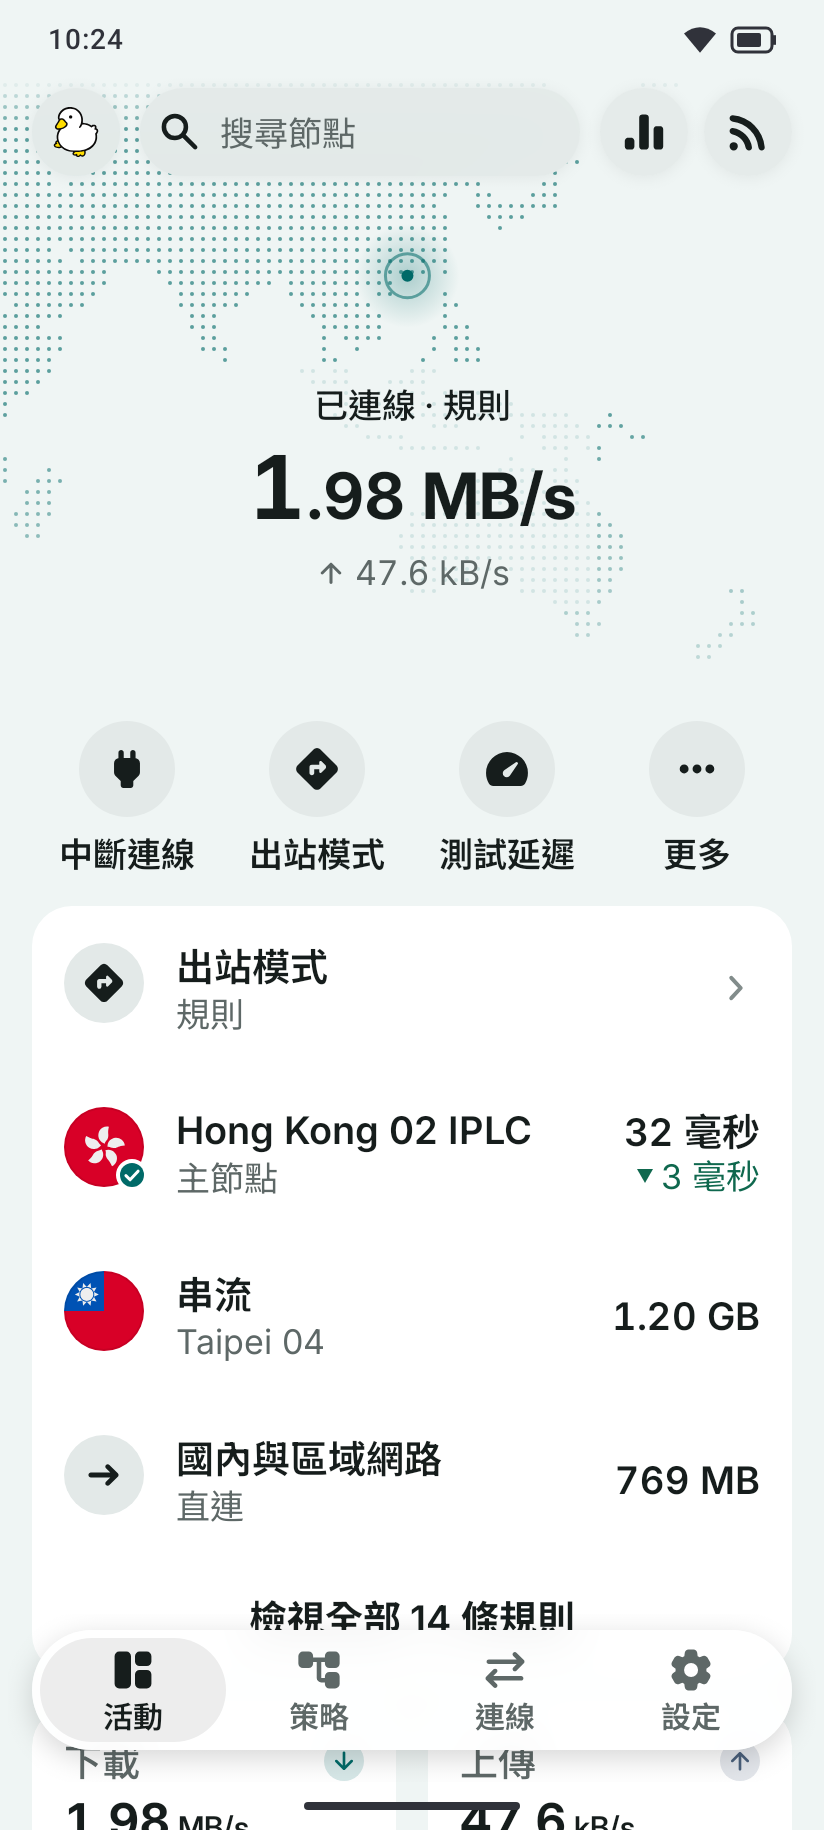 10:24
搜尋節點
已連線 · 規則
1.98 MB/s
↑ 47.6 kB/s
中斷連線 出站模式 測試延遲 更多
出站模式
規則
Hong Kong 02 IPLC 32 毫秒
主節點 ▼3 毫秒
串流 1.20 GB
Taipei 04
國內與區域網路 769 MB
直連
檢視全部 14 條規則
活動 策略 連線 設定
下載 上傳
1.98 MB/s 47.6 kB/s